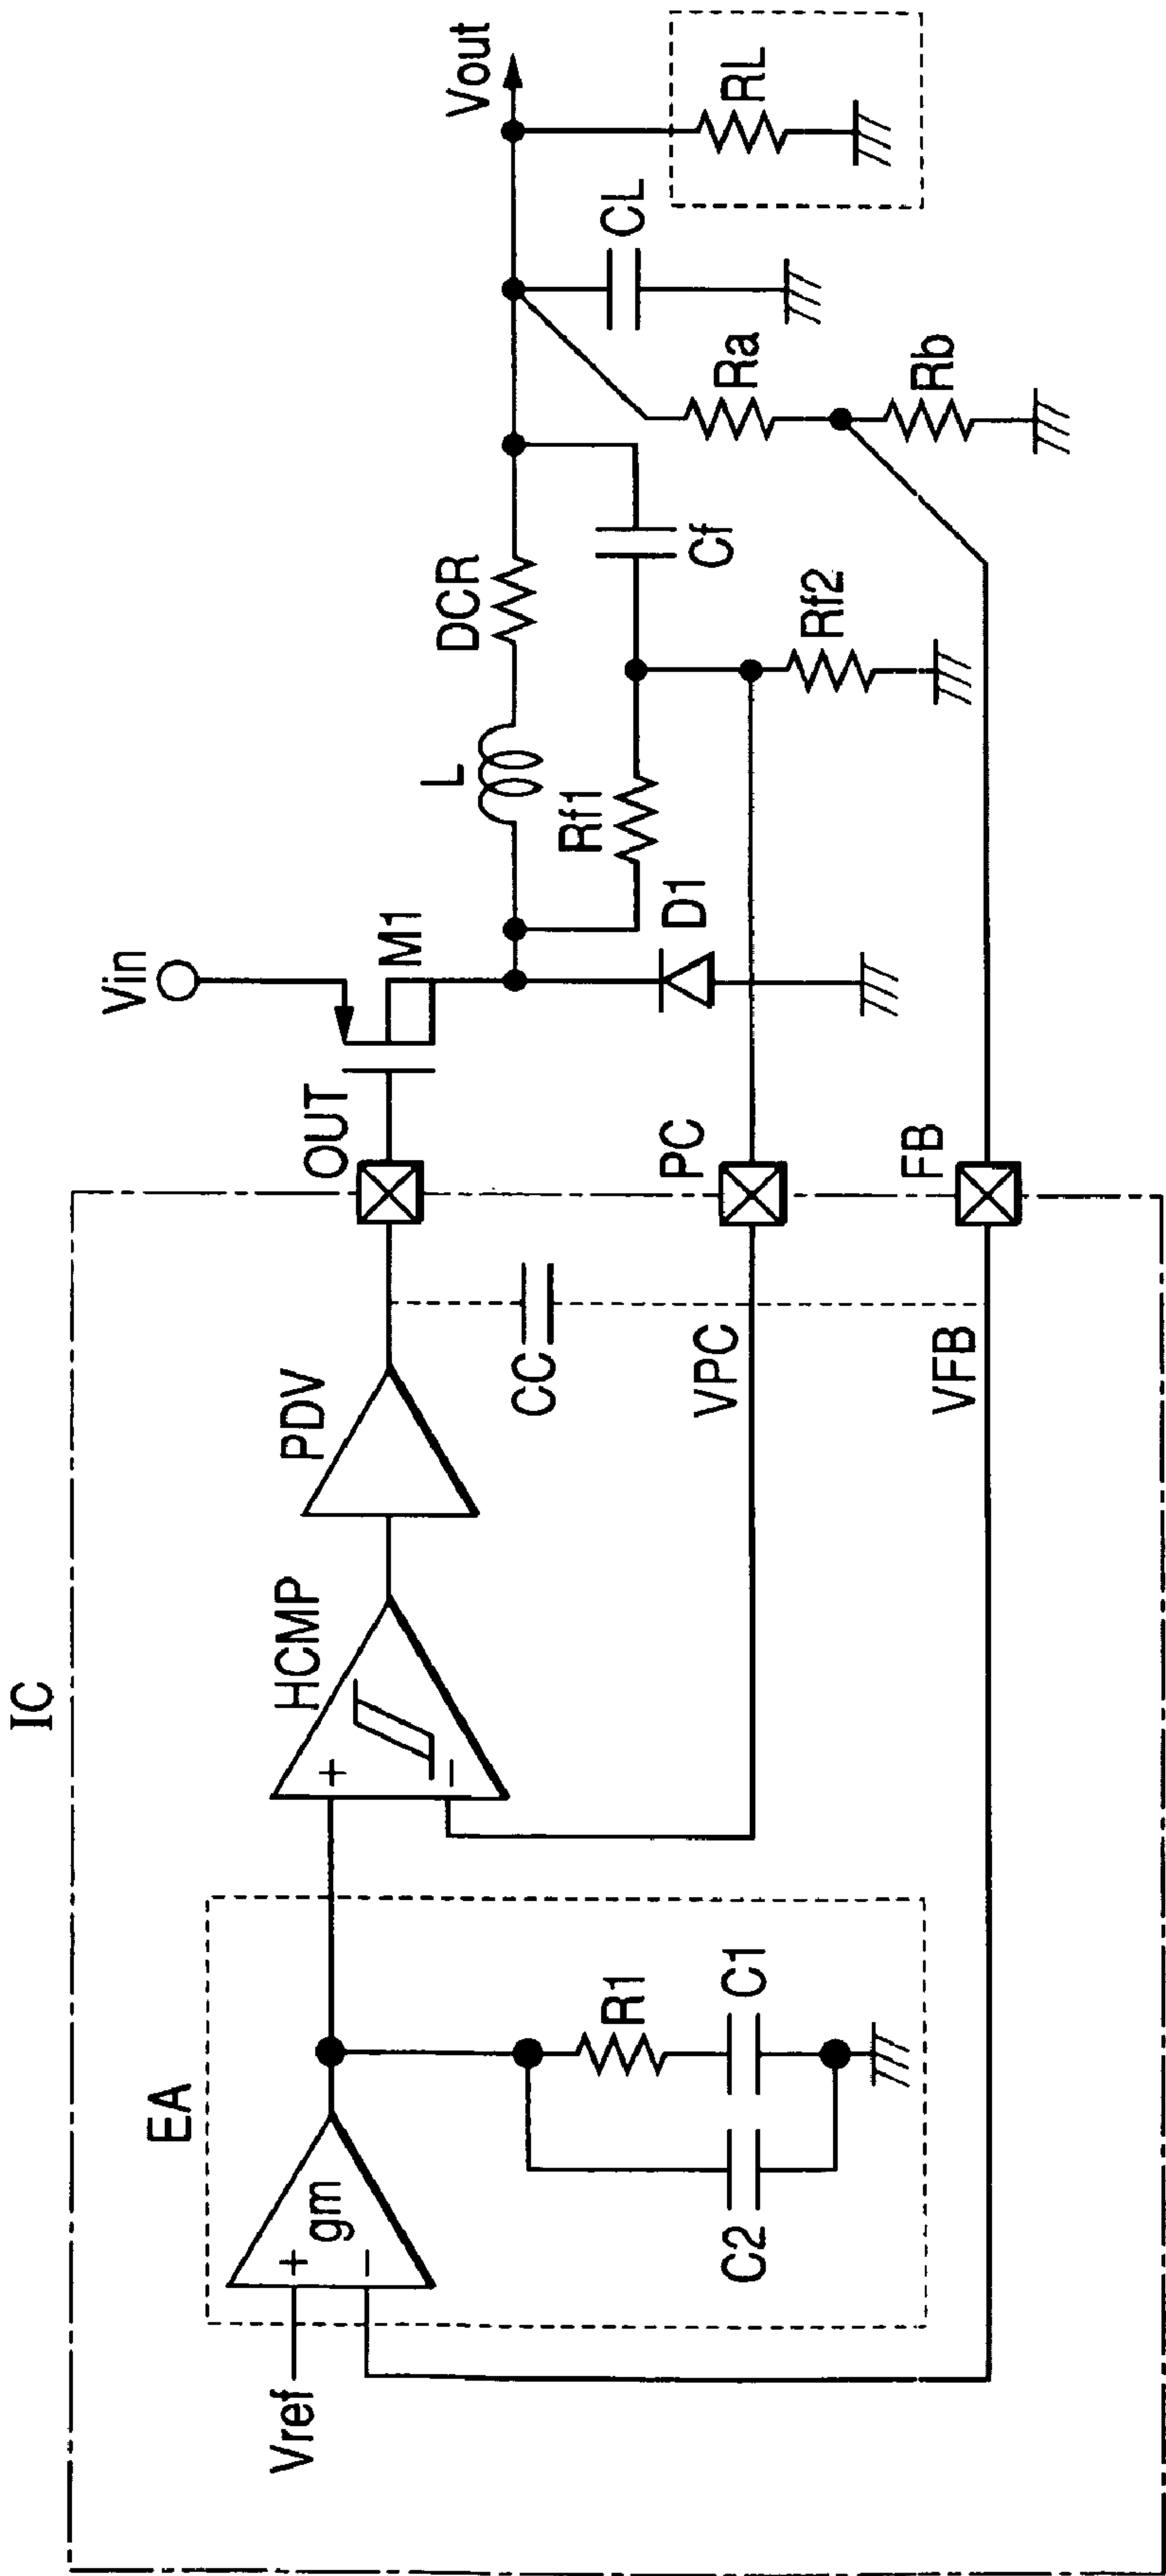 IC
EA
Vref
+
−
gm
C2
R1
C1
HCMP
+
−
PDV
CC
VPC
VFB
OUT
PC
FB
Vin
M1
D1
L
DCR
Rf1
Cf
Rf2
Ra
Rb
CL
Vout
RL